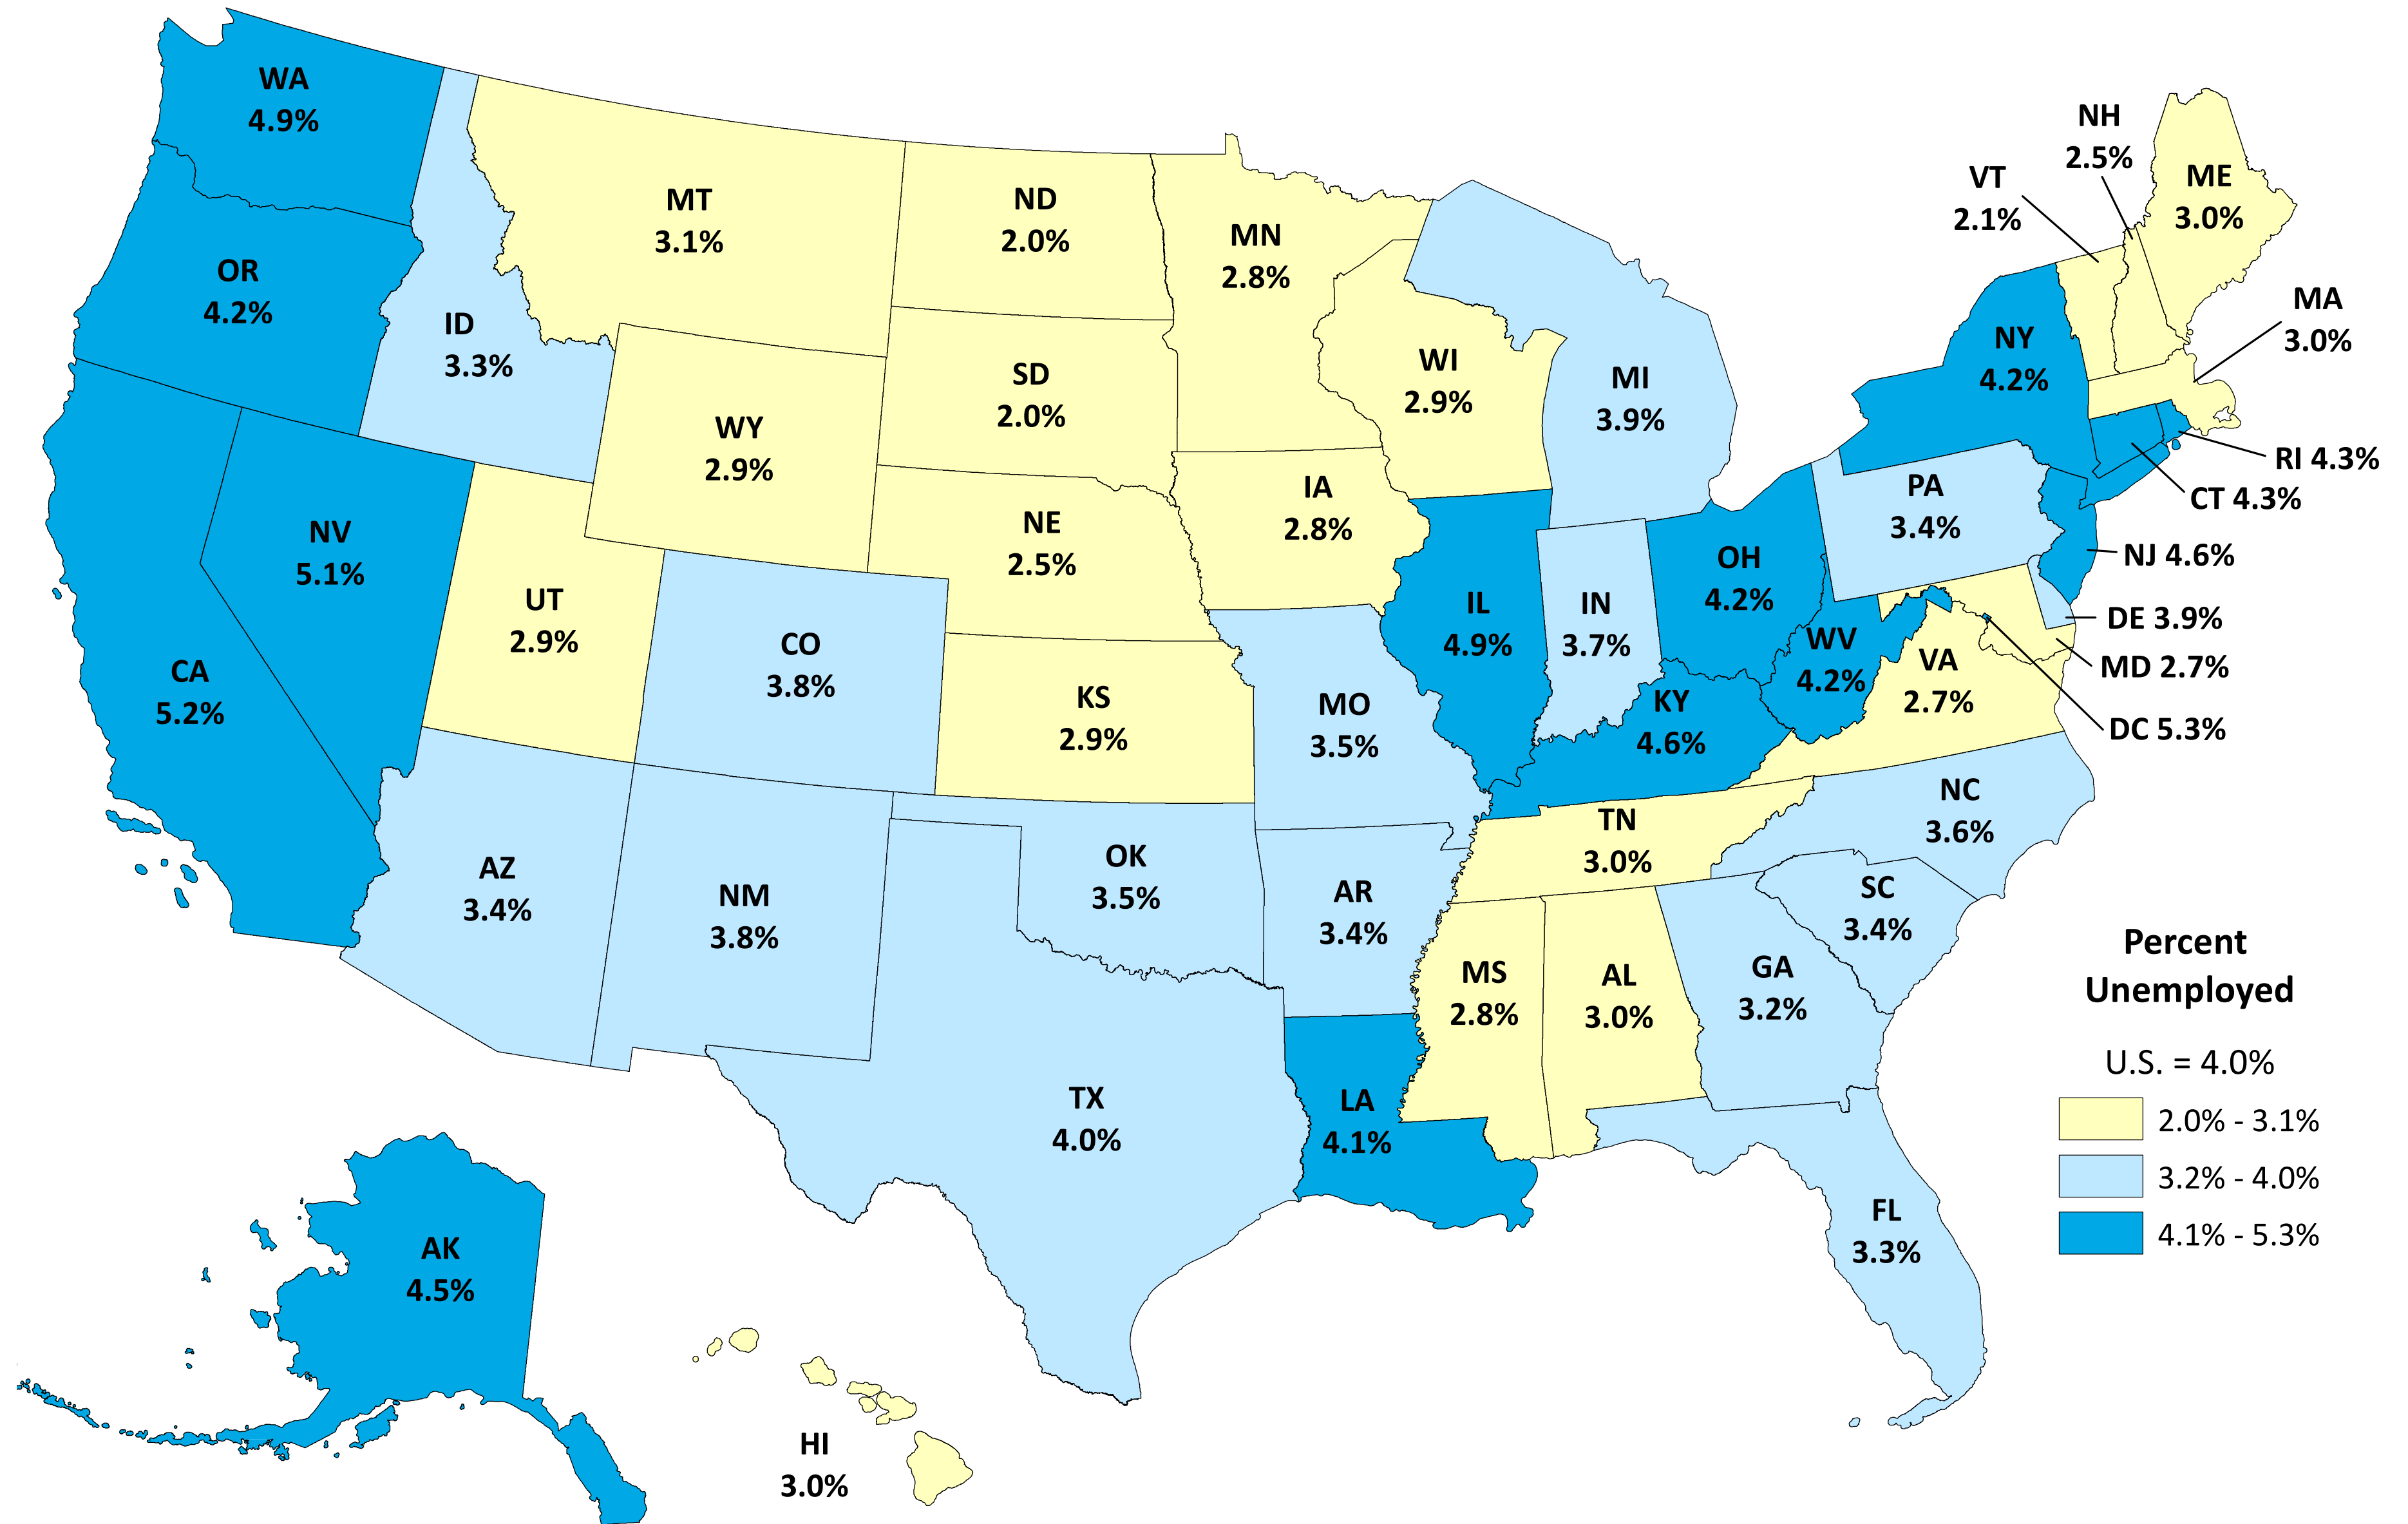 WA
4.9%
OR
4.2%
ID
3.3%
MT
3.1%
ND
2.0%
MN
2.8%
WI
2.9%
MI
3.9%
VT
2.1%
NH
2.5%
ME
3.0%
MA
3.0%
NY
4.2%
RI 4.3%
CT 4.3%
PA
3.4%
NJ 4.6%
DE 3.9%
MD 2.7%
DC 5.3%
SD
2.0%
WY
2.9%
NE
2.5%
IA
2.8%
NV
5.1%
UT
2.9%
CO
3.8%
CA
5.2%
KS
2.9%
MO
3.5%
IL
4.9%
IN
3.7%
OH
4.2%
WV
4.2%
VA
2.7%
KY
4.6%
NC
3.6%
TN
3.0%
SC
3.4%
AZ
3.4%
NM
3.8%
OK
3.5%
AR
3.4%
MS
2.8%
AL
3.0%
GA
3.2%
TX
4.0%
LA
4.1%
FL
3.3%
AK
4.5%
HI
3.0%
Percent
Unemployed
U.S. = 4.0%
2.0% - 3.1%
3.2% - 4.0%
4.1% - 5.3%